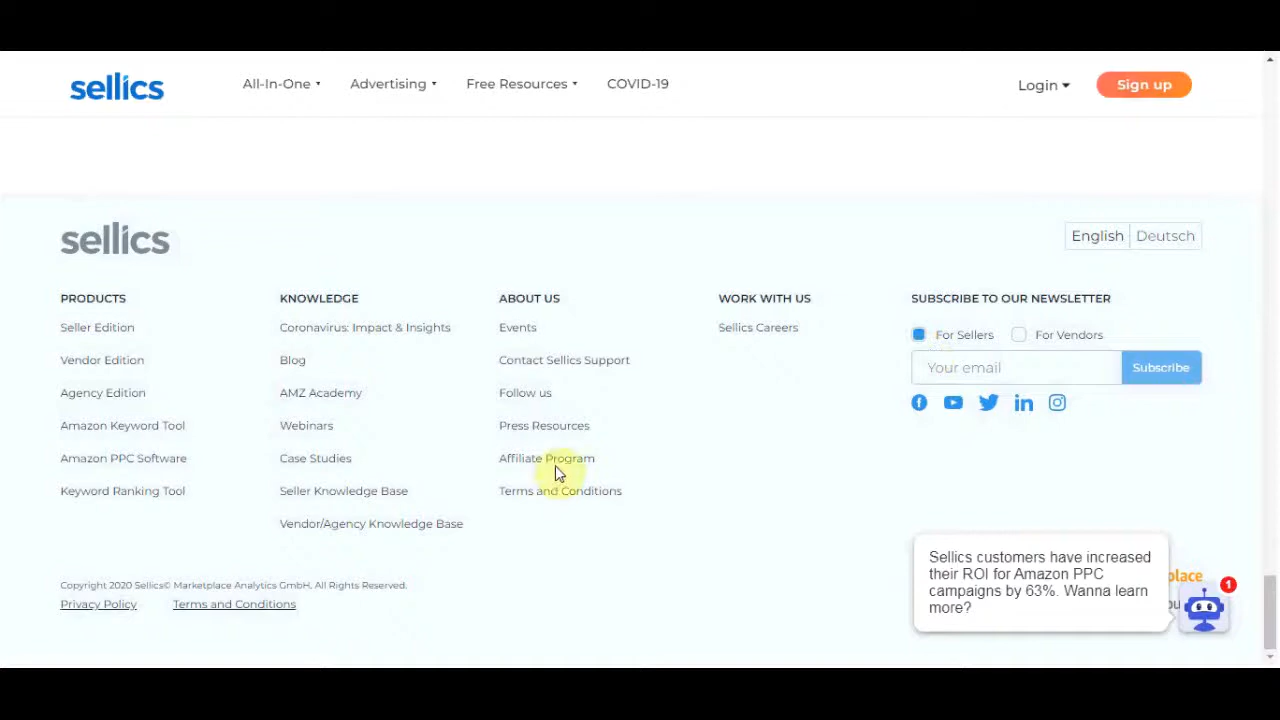 sellics
All-In-One
Advertising
Free Resources
COVID-19
Login
Sign up
sellics
English
Deutsch
PRODUCTS
Seller Edition
Vendor Edition
Agency Edition
Amazon Keyword Tool
Amazon PPC Software
Keyword Ranking Tool
KNOWLEDGE
Coronavirus: Impact & Insights
Blog
AMZ Academy
Webinars
Case Studies
Seller Knowledge Base
Vendor/Agency Knowledge Base
ABOUT US
Events
Contact Sellics Support
Follow us
Press Resources
Affiliate Program
Terms and Conditions
WORK WITH US
Sellics Careers
SUBSCRIBE TO OUR NEWSLETTER
For Sellers
For Vendors
Your email
Subscribe
Copyright 2020 Sellics© Marketplace Analytics GmbH. All Rights Reserved.
Privacy Policy
Terms and Conditions
Sellics customers have increased
their ROI for Amazon PPC
campaigns by 63%. Wanna learn
more?
1